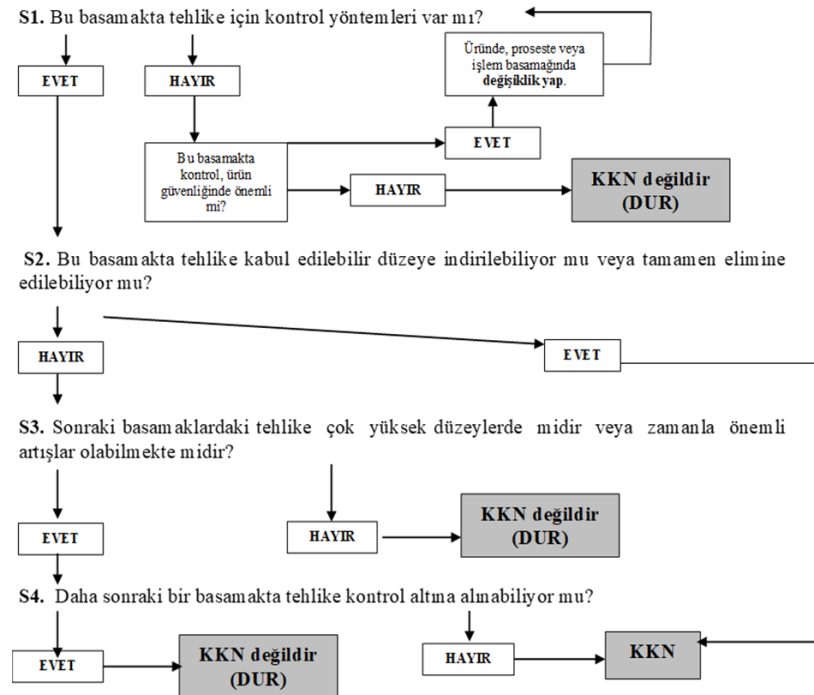 S1. Bu basamakta tehlike için kontrol yöntemleri var mı?
Üründe, proseste veya
işlem basamağında
değişiklik yap.
EVET
HAYIR
EVET
Bu basamakta
kontrol, ürün
güvenliğinde önemli
mi?
HAYIR
KKN değildir
(DUR)
S2. Bu basamakta tehlike kabul edilebilir düzeye indirilebiliyor mu veya tamamen elimine
edilebiliyor mu?
HAYIR
EVET
S3. Sonraki basamaklardaki tehlike çok yüksek düzeylerde midir veya zamanla önemli
artışlar olabilmekte midir?
EVET
HAYIR
KKN değildir
(DUR)
S4. Daha sonraki bir basamakta tehlike kontrol altına alınabiliyor mu?
EVET
KKN değildir
(DUR)
HAYIR
KKN